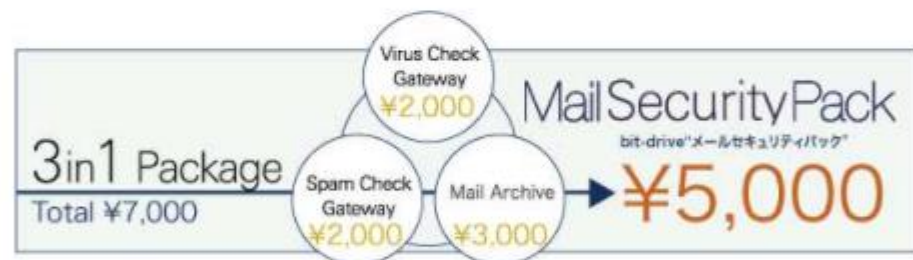 3in1 Package
Total ¥7,000
Virus Check
Gateway
¥2,000
Spam Check
Gateway
¥2,000
Mail Archive
¥3,000
MailSecurityPack
bit-drive"メールセキュリティパック"
¥5,000